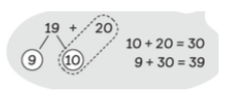 19 + 20
9 10
10 + 20 = 30
9 + 30 = 39